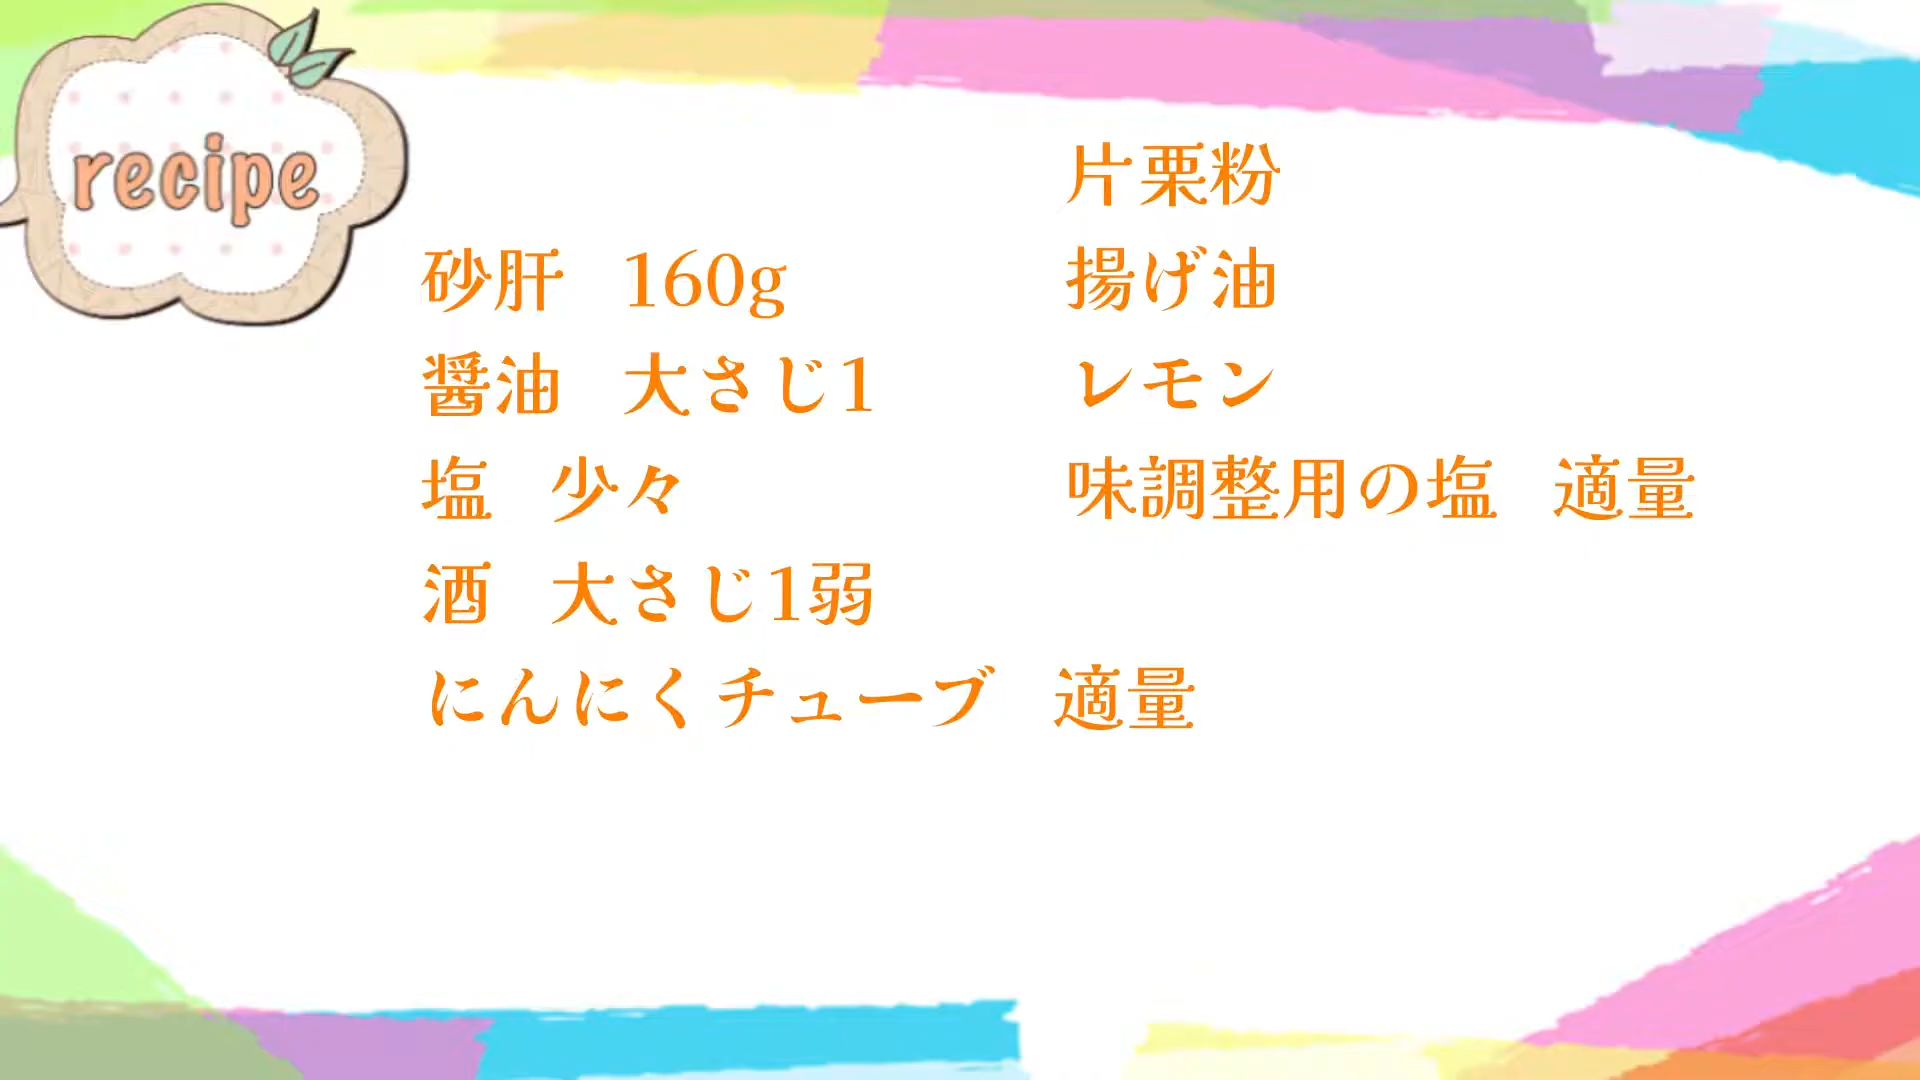 recipe
砂肝 160g
醤油 大さじ1
塩 少々
酒 大さじ1弱
にんにくチューブ 適量
片栗粉
揚げ油
レモン
味調整用の塩 適量